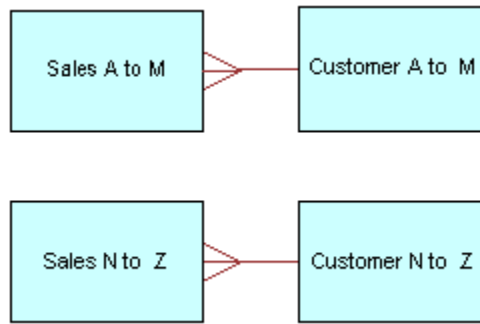 Sales A to M
Customer A to M
Sales N to Z
Customer N to Z